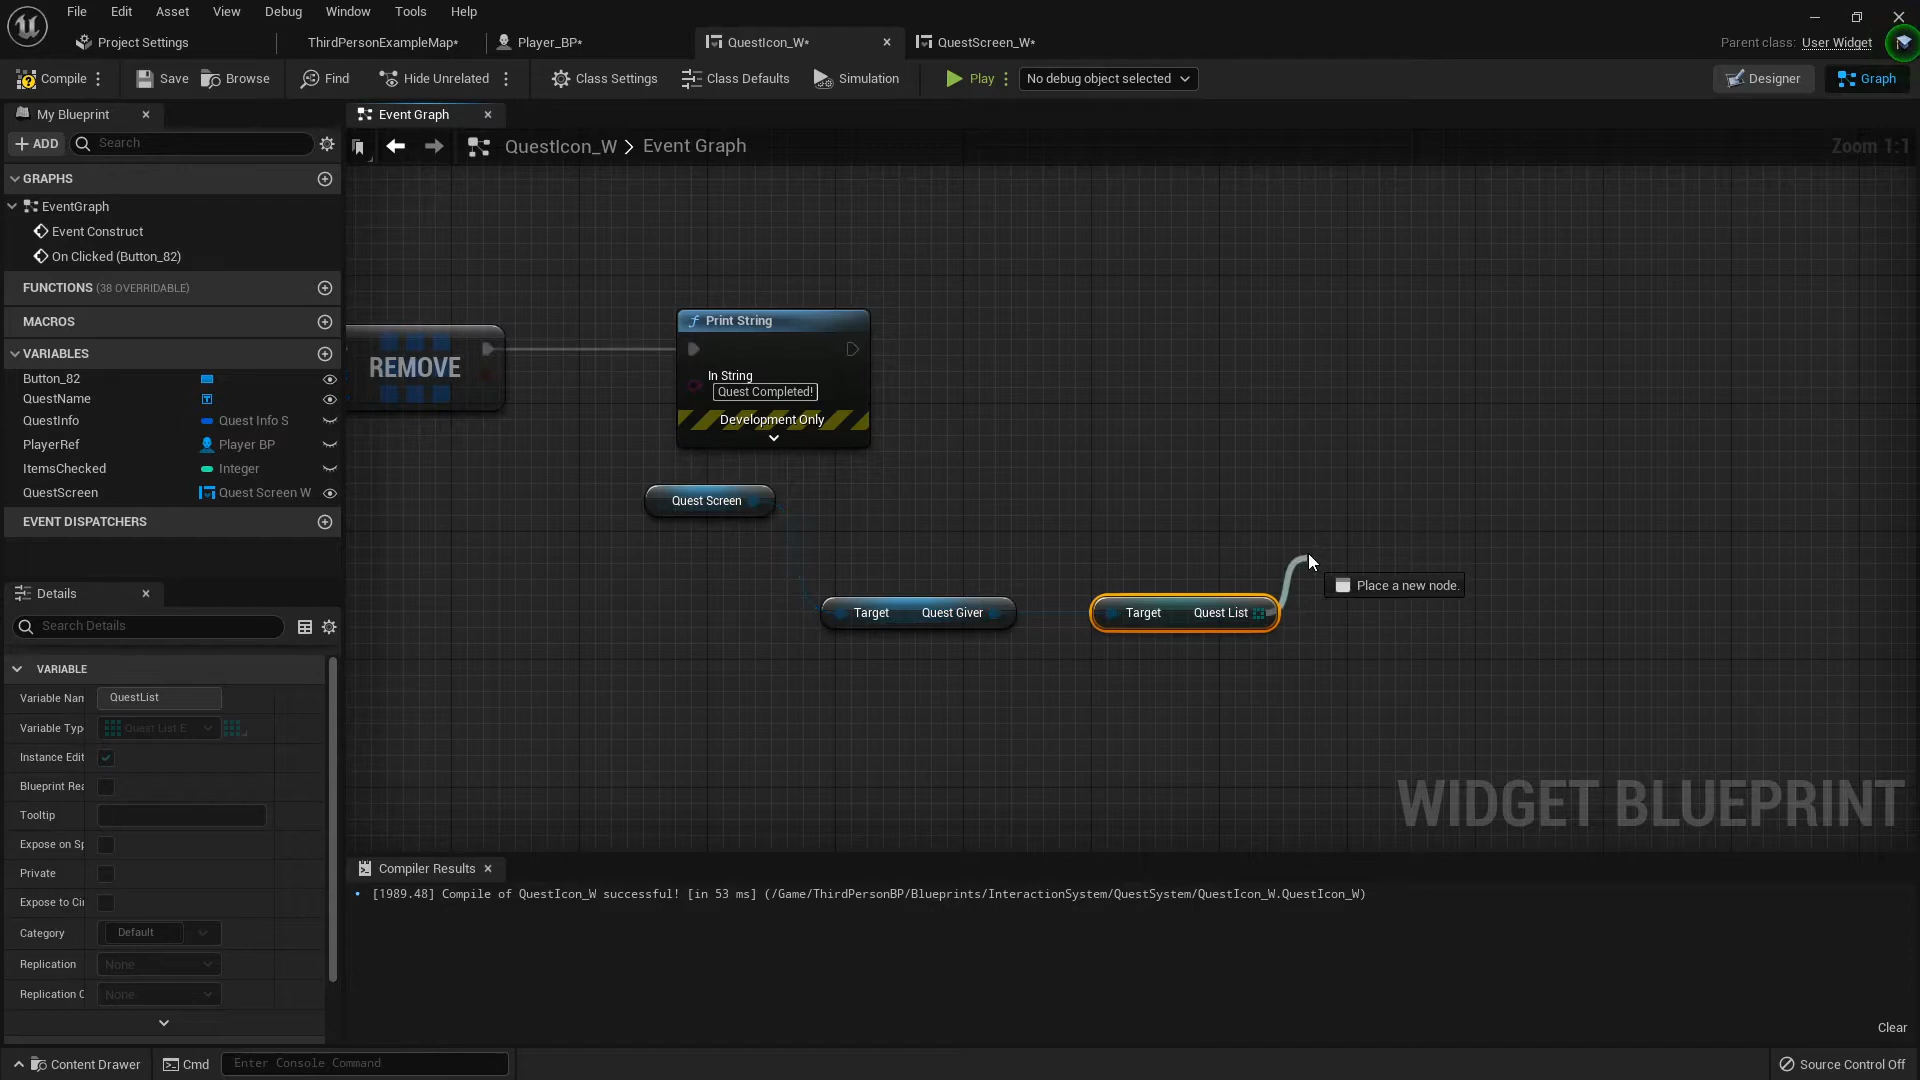 File Edit Asset View Debug Window Tools Help
Project Settings ThirdPersonExampleMap* Player_BP* QuestIcon_W* QuestScreen_W* Parent class: User Widget
Compile Save Browse Find Hide Unrelated Class Settings Class Defaults Simulation Play No debug object selected Designer Graph
My Blueprint
Event Graph
ADD Search
QuestIcon_W > Event Graph Zoom 1:1
GRAPHS
EventGraph
Event Construct
On Clicked (Button_82)
FUNCTIONS (38 OVERRIDABLE)
MACROS
VARIABLES
Button_82
QuestName
QuestInfo Quest Info S
PlayerRef Player BP
ItemsChecked Integer
QuestScreen Quest Screen W
EVENT DISPATCHERS
REMOVE
f Print String
In String
Quest Completed!
Development Only
Quest Screen
Target Quest Giver
Target Quest List
Place a new node.
WIDGET BLUEPRINT
Details
Search Details
VARIABLE
Variable Nam QuestList
Variable Typ Quest List E
Instance Edit
Blueprint Rea
Tooltip
Expose on Sp
Private
Expose to Cin
Category Default
Replication None
Replication C None
Compiler Results
• [1989.48] Compile of QuestIcon_W successful! [in 53 ms] (/Game/ThirdPersonBP/Blueprints/InteractionSystem/QuestSystem/QuestIcon_W.QuestIcon_W)
Clear
Content Drawer Cmd Enter Console Command Source Control Off